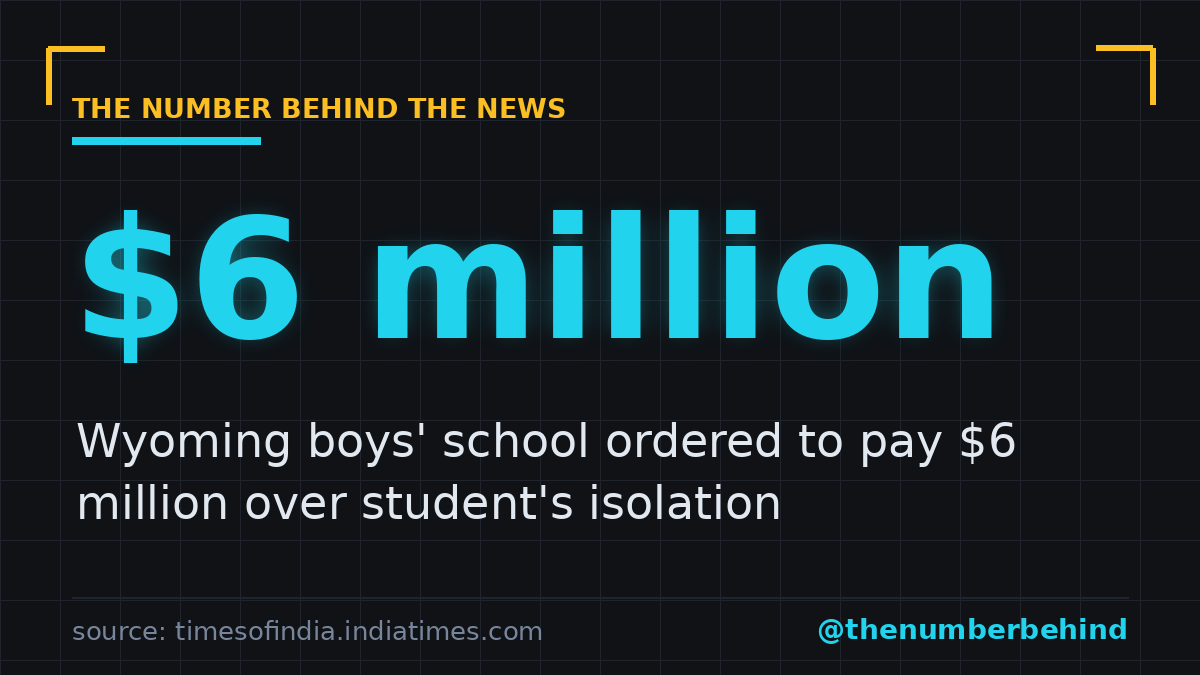 THE NUMBER BEHIND THE NEWS
$6 million
Wyoming boys' school ordered to pay $6
million over student's isolation
source: timesofindia.indiatimes.com
@thenumberbehind